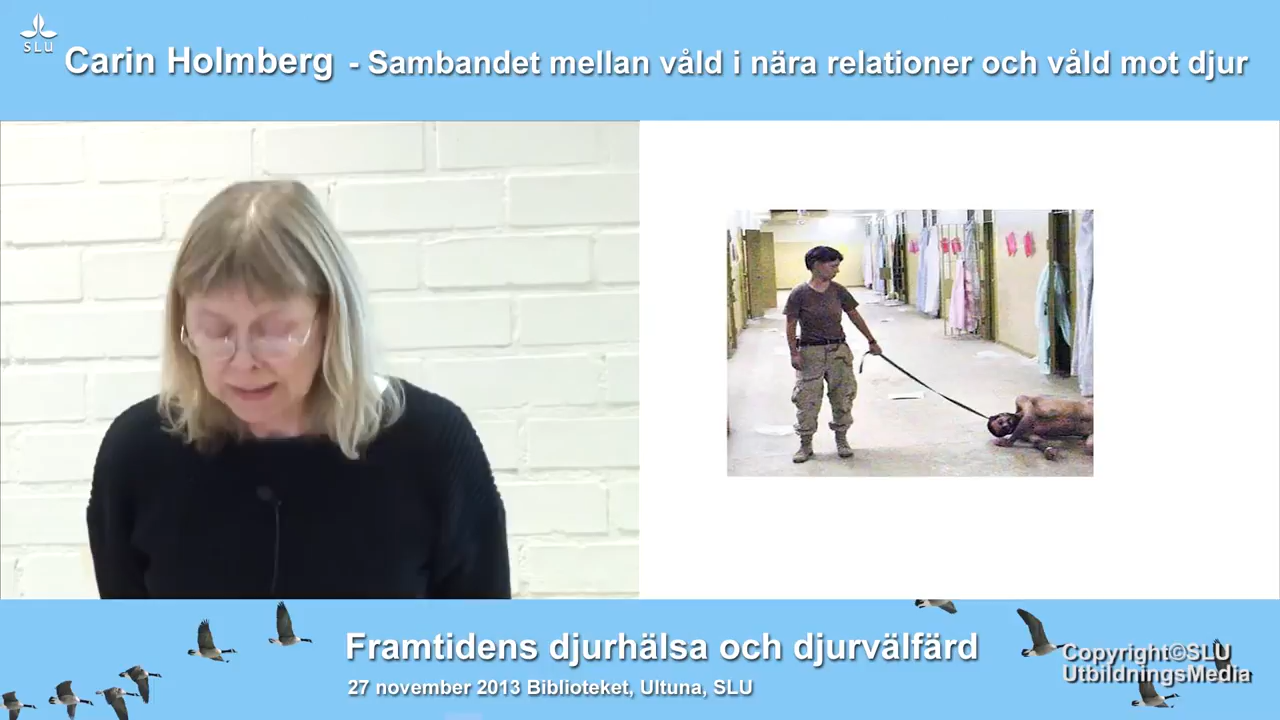 SLU
Carin Holmberg - Sambandet mellan våld i nära relationer och våld mot djur
Framtidens djurhälsa och djurvälfärd
27 november 2013 Biblioteket, Ultuna, SLU
Copyright©SLU
UtbildningsMedia